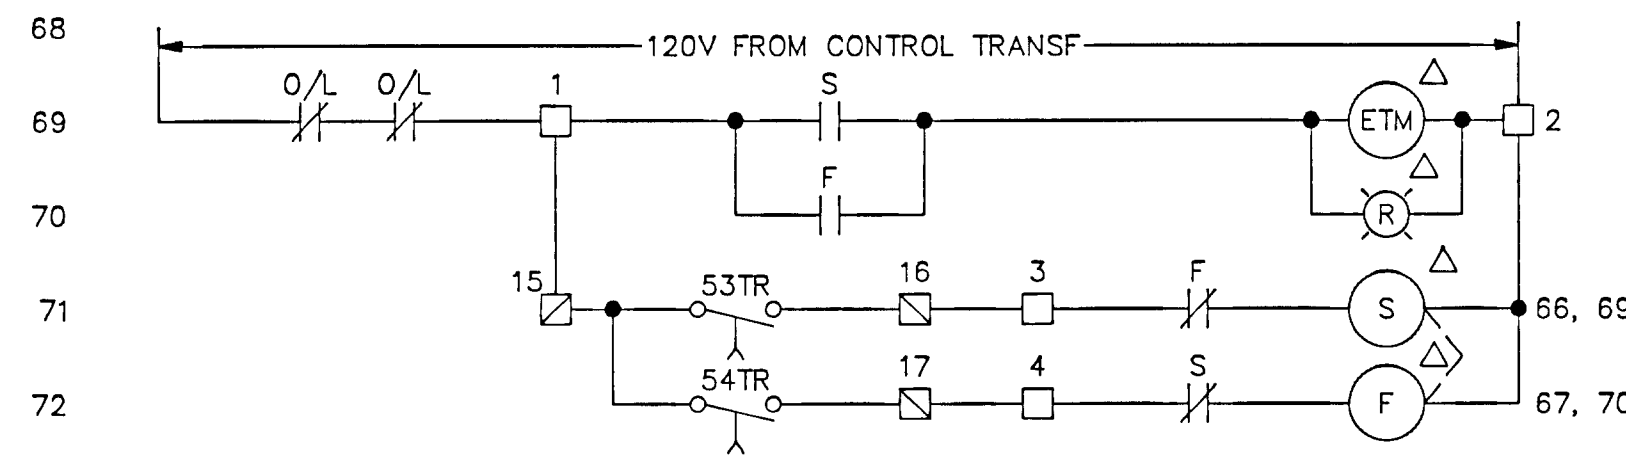 68
120V FROM CONTROL TRANSF
O/L O/L 1 S
69 ETM 2
F
70 R
15 53TR 16 3 F
71 S 66, 69
54TR 17 4 S
72 F 67, 70